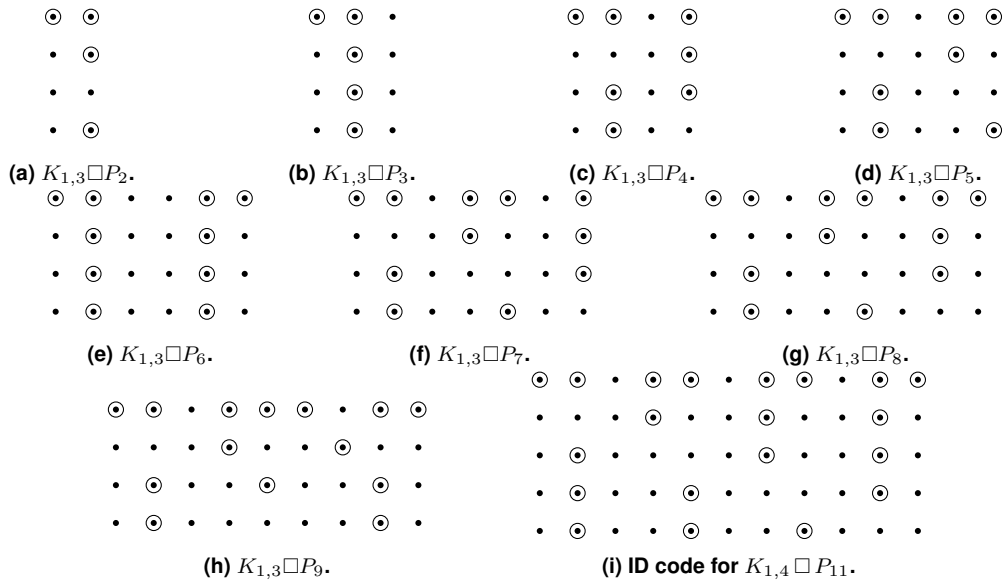 (a) K1,3□P2.
(b) K1,3□P3.
(c) K1,3□P4.
(d) K1,3□P5.
(e) K1,3□P6.
(f) K1,3□P7.
(g) K1,3□P8.
(h) K1,3□P9.
(i) ID code for K1,4 □ P11.